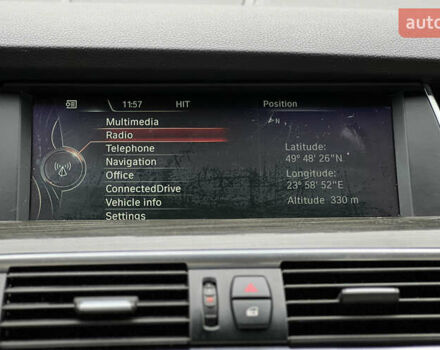 auto
11:57 HIT Position
N
Multimedia
Radio
Telephone
Navigation
Office
ConnectedDrive
Vehicle info
Settings
Latitude:
49° 48' 26"N
Longitude:
23° 58' 52"E
Altitude 330 m